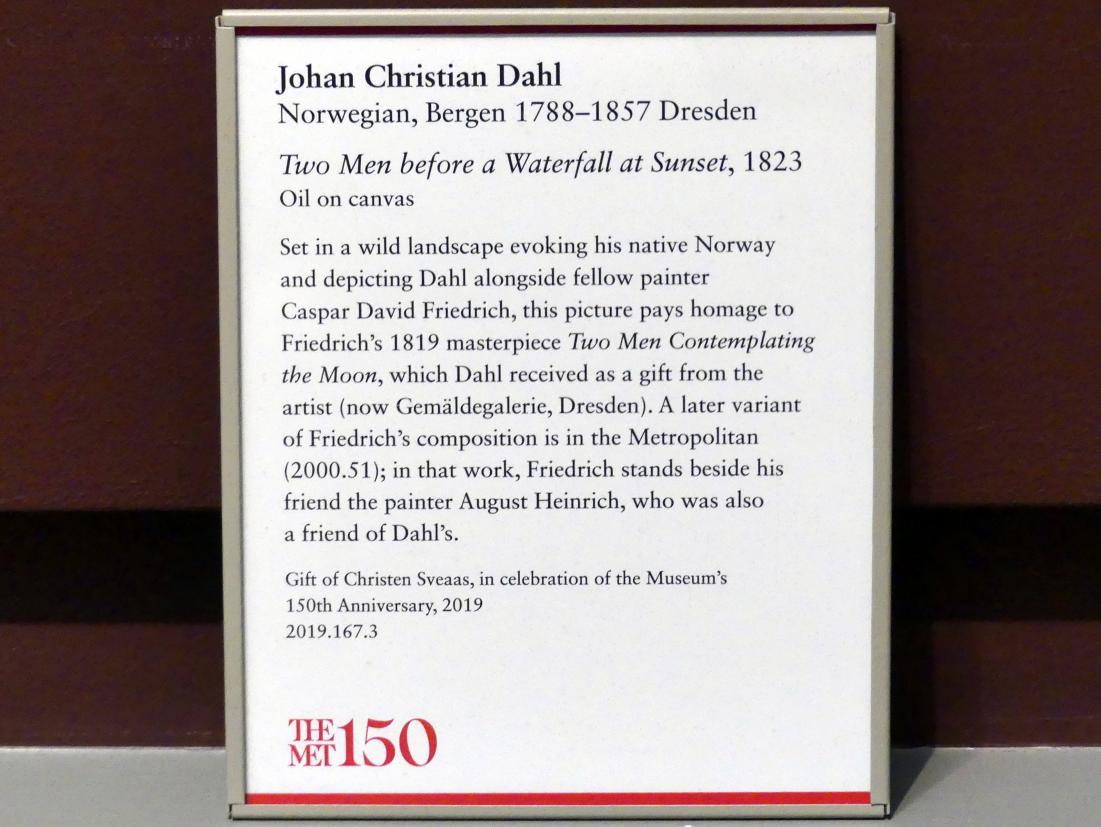 Johan Christian Dahl
Norwegian, Bergen 1788–1857 Dresden
Two Men before a Waterfall at Sunset, 1823
Oil on canvas
Set in a wild landscape evoking his native Norway
and depicting Dahl alongside fellow painter
Caspar David Friedrich, this picture pays homage to
Friedrich's 1819 masterpiece Two Men Contemplating
the Moon, which Dahl received as a gift from the
artist (now Gemäldegalerie, Dresden). A later variant
of Friedrich's composition is in the Metropolitan
(2000.51); in that work, Friedrich stands beside his
friend the painter August Heinrich, who was also
a friend of Dahl's.
Gift of Christen Sveaas, in celebration of the Museum's
150th Anniversary, 2019
2019.167.3
THE MET 150